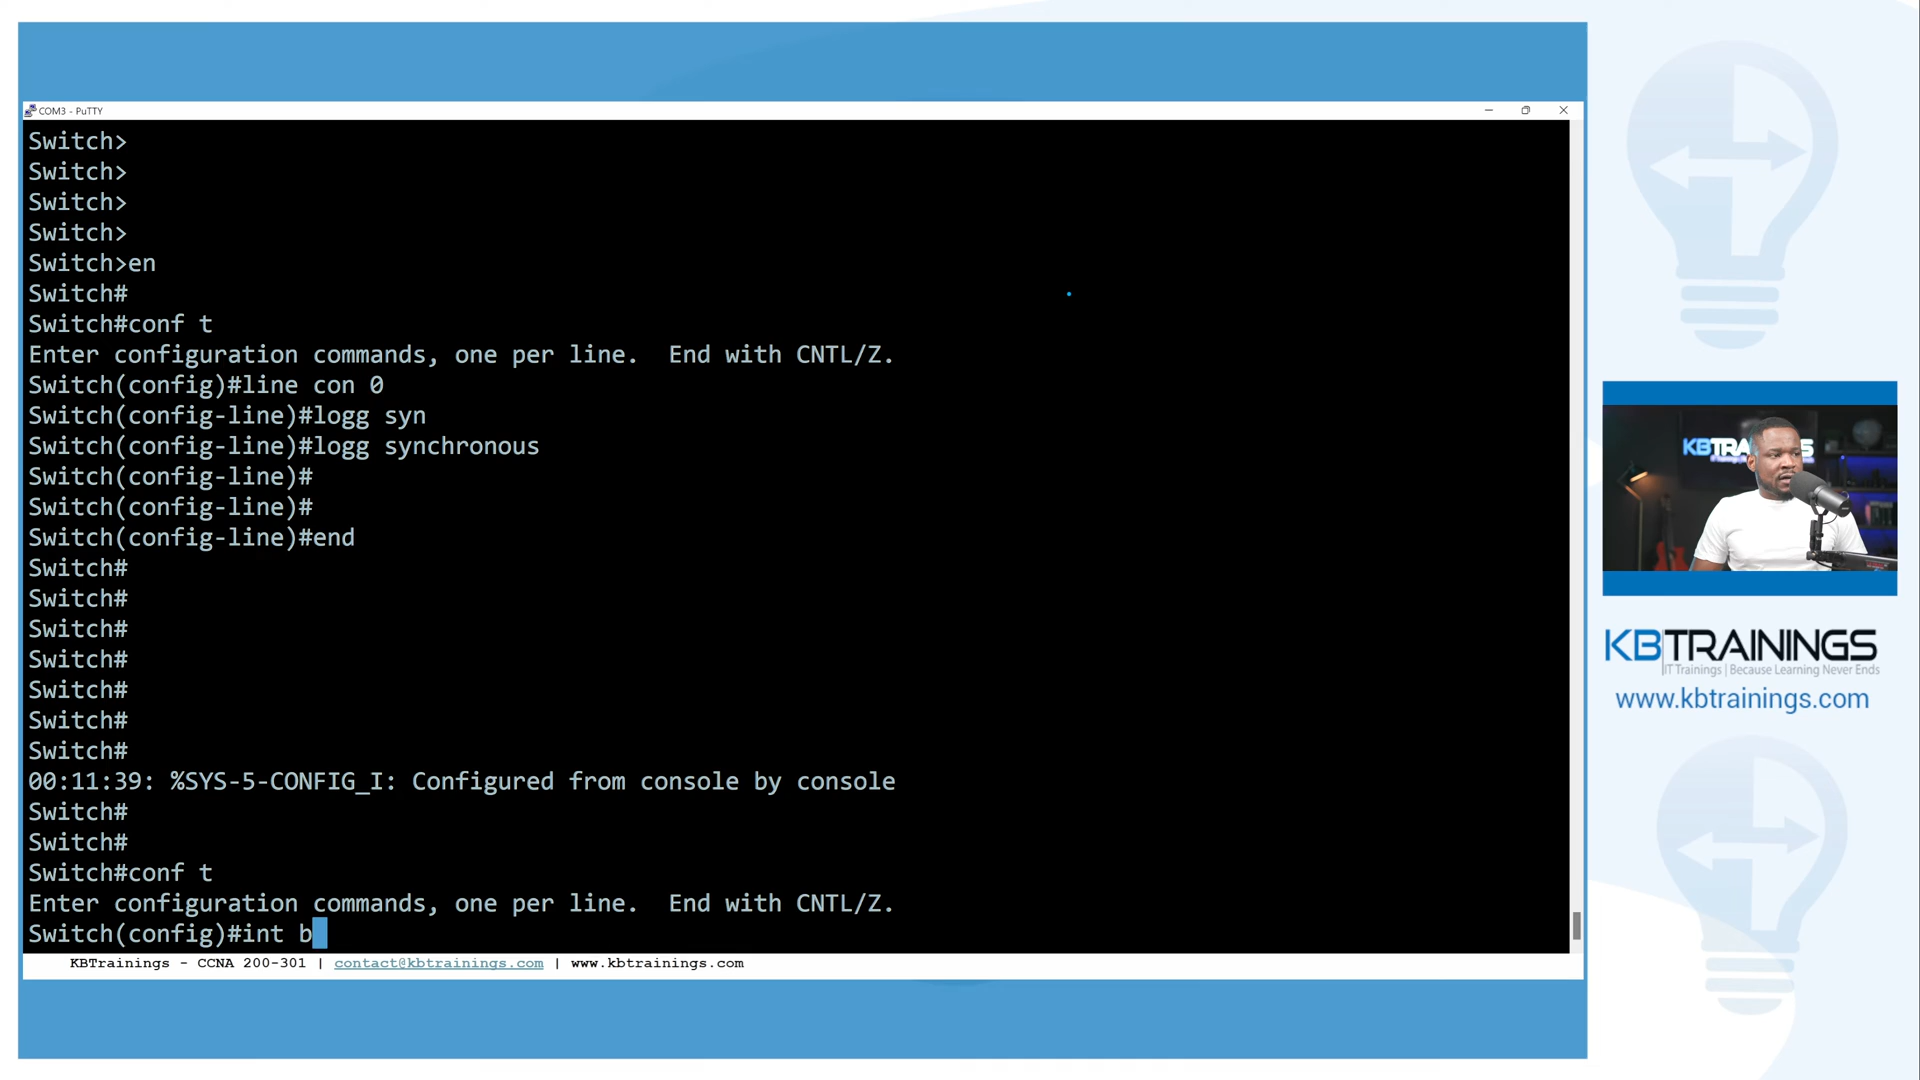 COM3 - PuTTY
Switch>
Switch>
Switch>
Switch>
Switch>en
Switch#
Switch#conf t
Enter configuration commands, one per line.  End with CNTL/Z.
Switch(config)#line con 0
Switch(config-line)#logg syn
Switch(config-line)#logg synchronous
Switch(config-line)#
Switch(config-line)#
Switch(config-line)#end
Switch#
Switch#
Switch#
Switch#
Switch#
Switch#
Switch#
00:11:39: %SYS-5-CONFIG_I: Configured from console by console
Switch#
Switch#
Switch#conf t
Enter configuration commands, one per line.  End with CNTL/Z.
Switch(config)#int b
KBTrainings - CCNA 200-301 | contact@kbtrainings.com | www.kbtrainings.com
KBTRAININGS
IT Trainings | Because Learning Never Ends
www.kbtrainings.com